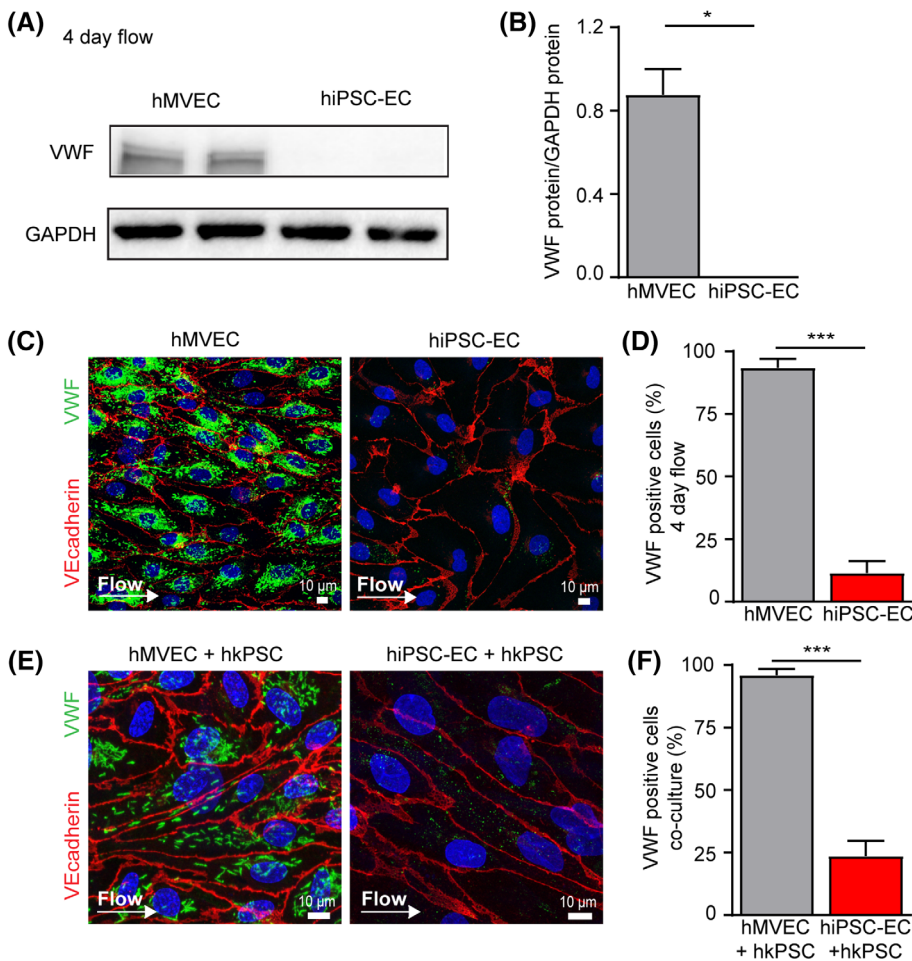 (A)
4 day flow
hMVEC
hiPSC-EC
VWF
GAPDH
(B)
VWF protein/GAPDH protein
1.2
0.8
0.4
0.0
*
hMVEC
hiPSC-EC
(C)
hMVEC
hiPSC-EC
VEcadherin VWF
Flow
10 µm
Flow
10 µm
(D)
VWF positive cells (%)
4 day flow
100
75
50
25
0
***
hMVEC
hiPSC-EC
(E)
hMVEC + hkPSC
hiPSC-EC + hkPSC
VEcadherin VWF
Flow
10 µm
Flow
10 µm
(F)
VWF positive cells
co-culture (%)
100
75
50
25
0
***
hMVEC
+ hkPSC
hiPSC-EC
+hkPSC